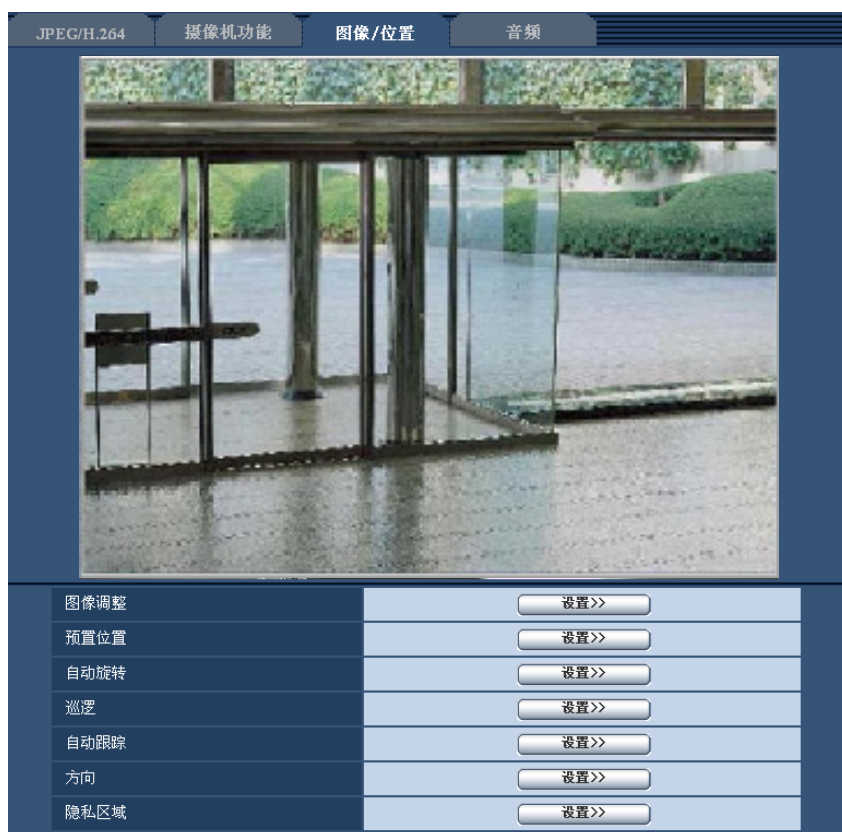 JPEG/H.264 摄像机功能 图像/位置 音频
图像调整 设置>>
预置位置 设置>>
自动旋转 设置>>
巡逻 设置>>
自动跟踪 设置>>
方向 设置>>
隐私区域 设置>>